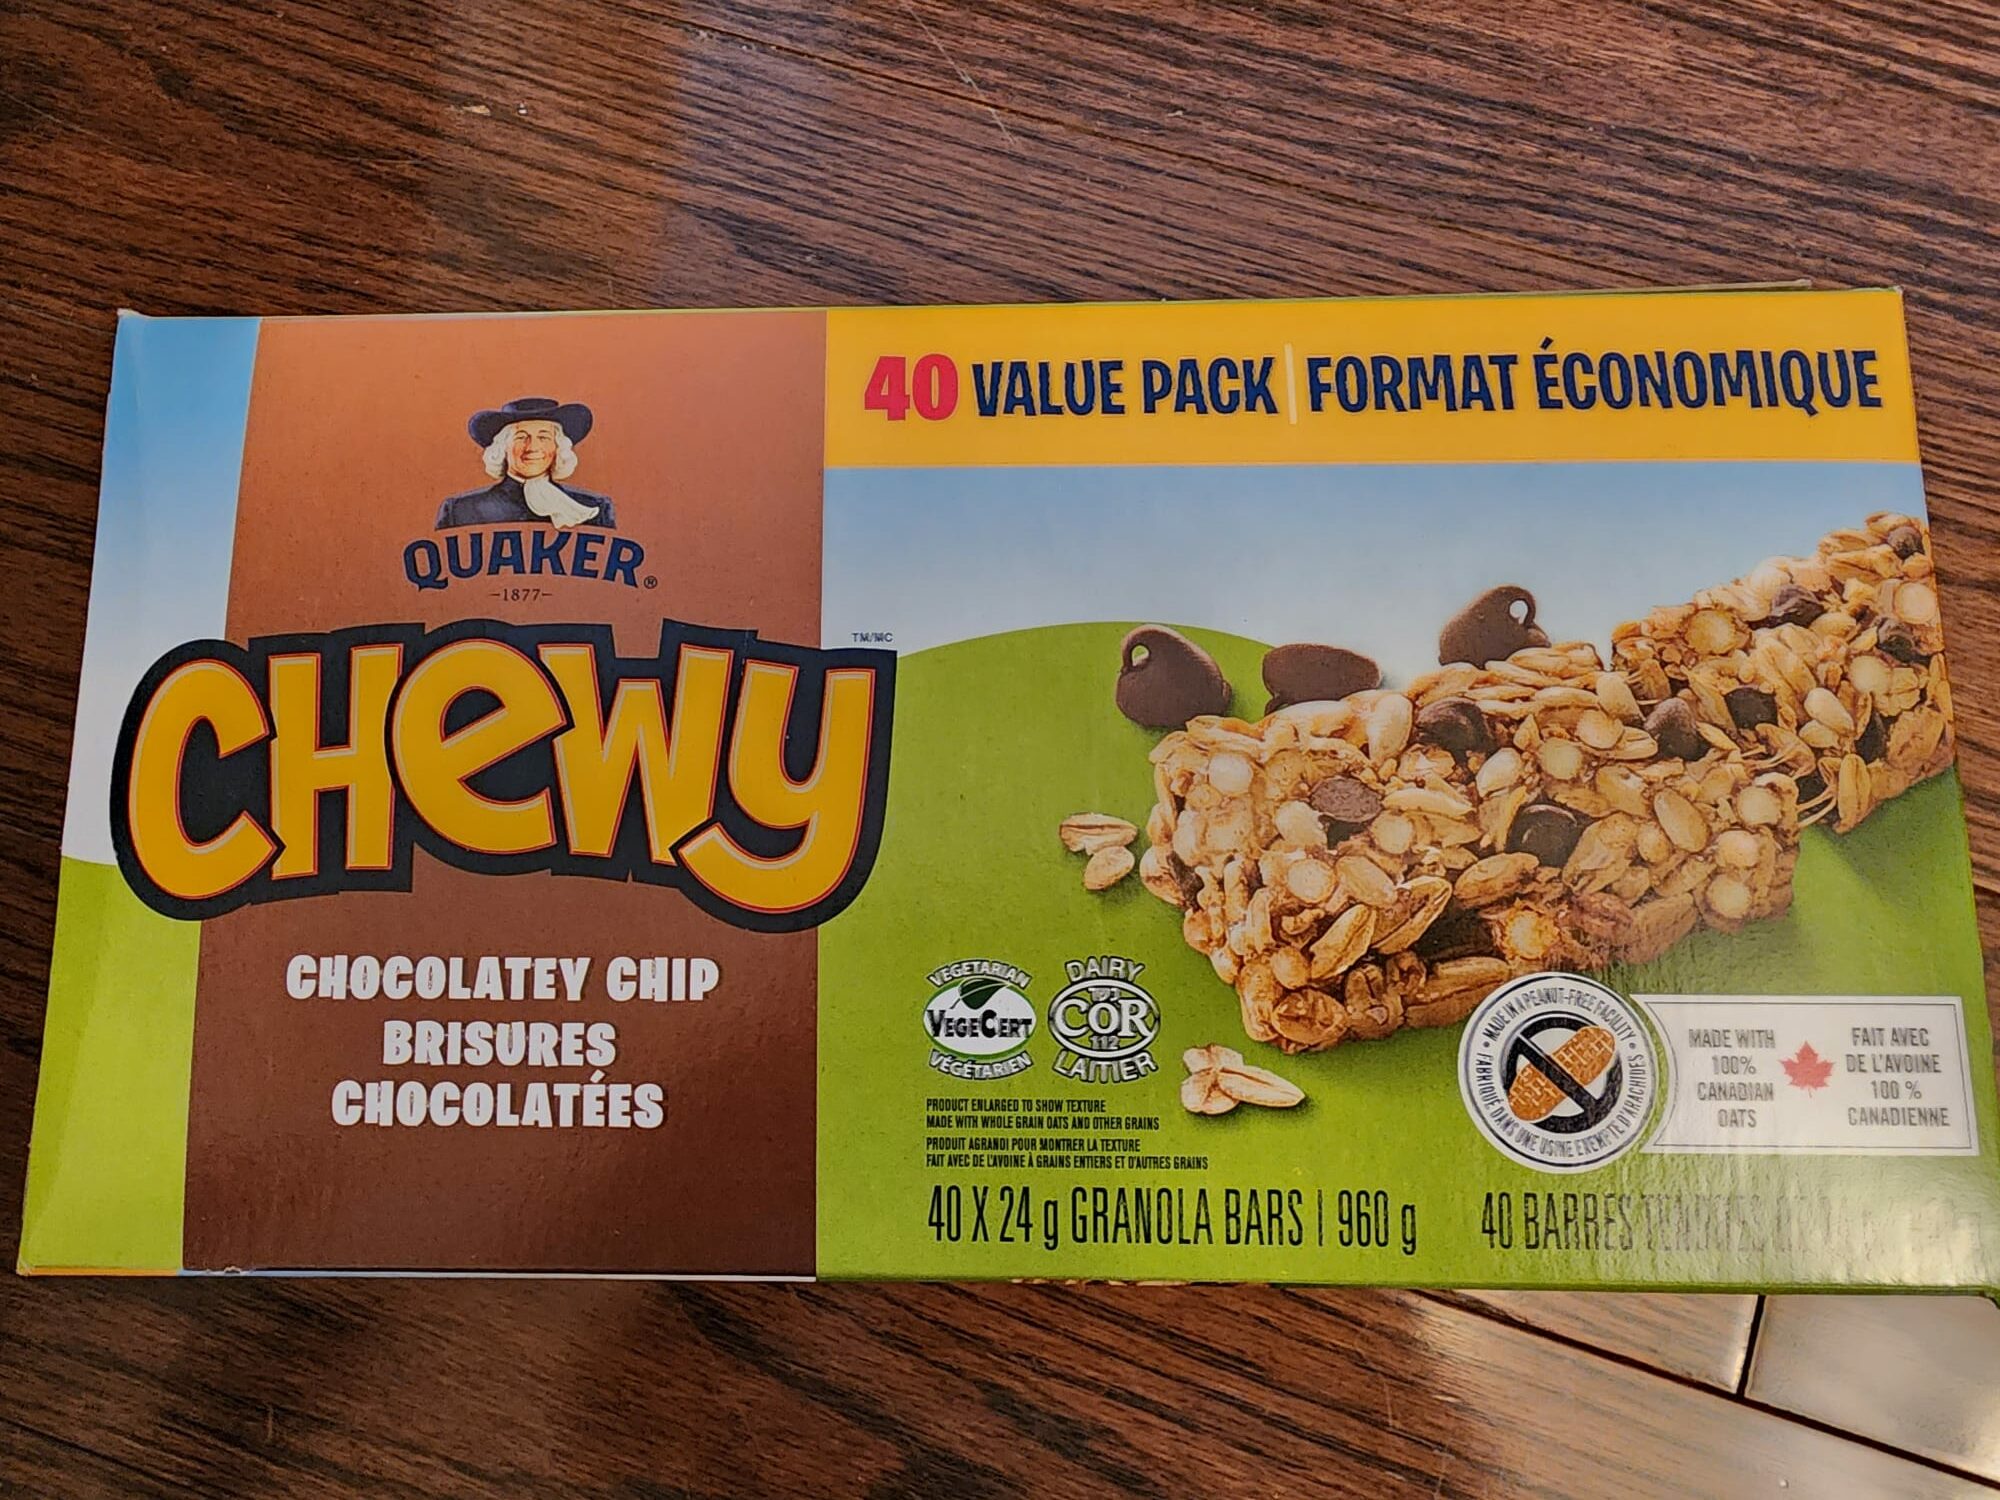 40 VALUE PACK | FORMAT ÉCONOMIQUE
QUAKER®
-1877-
CHEWY
TM/MC
CHOCOLATEY CHIP
BRISURES
CHOCOLATÉES
VEGETARIAN
VEGECERT
VÉGÉTARIEN
DAIRY
COR
112
LAITIER
PRODUCT ENLARGED TO SHOW TEXTURE
MADE WITH WHOLE GRAIN OATS AND OTHER GRAINS
PRODUIT AGRANDI POUR MONTRER LA TEXTURE
FAIT AVEC DE L'AVOINE À GRAINS ENTIERS ET D'AUTRES GRAINS
• MADE IN A PEANUT-FREE FACILITY •
FABRIQUÉ DANS UNE USINE EXEMPTE D'ARACHIDES
MADE WITH
100%
CANADIAN
OATS
FAIT AVEC
DE L'AVOINE
100 %
CANADIENNE
40 X 24 g GRANOLA BARS | 960 g
40 BARRES TENDRES